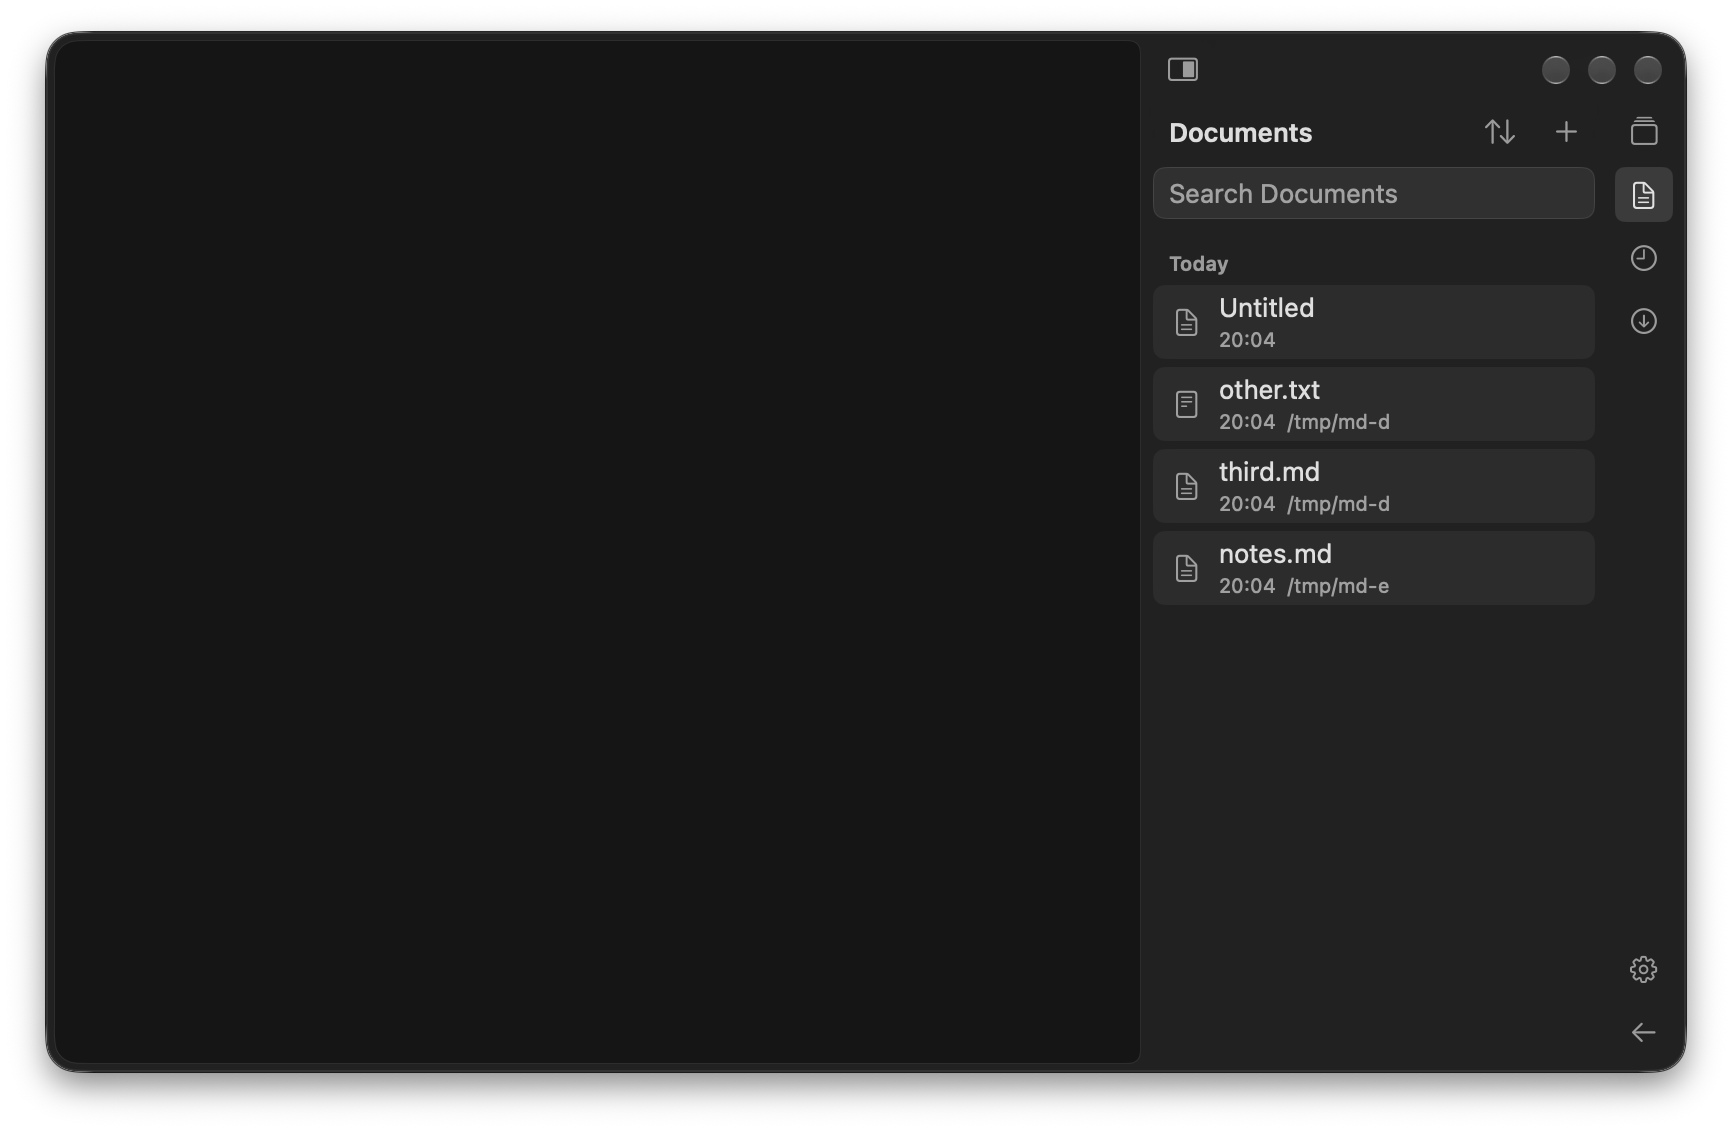 Documents
Search Documents
Today
Untitled
20:04
other.txt
20:04 /tmp/md-d
third.md
20:04 /tmp/md-d
notes.md
20:04 /tmp/md-e